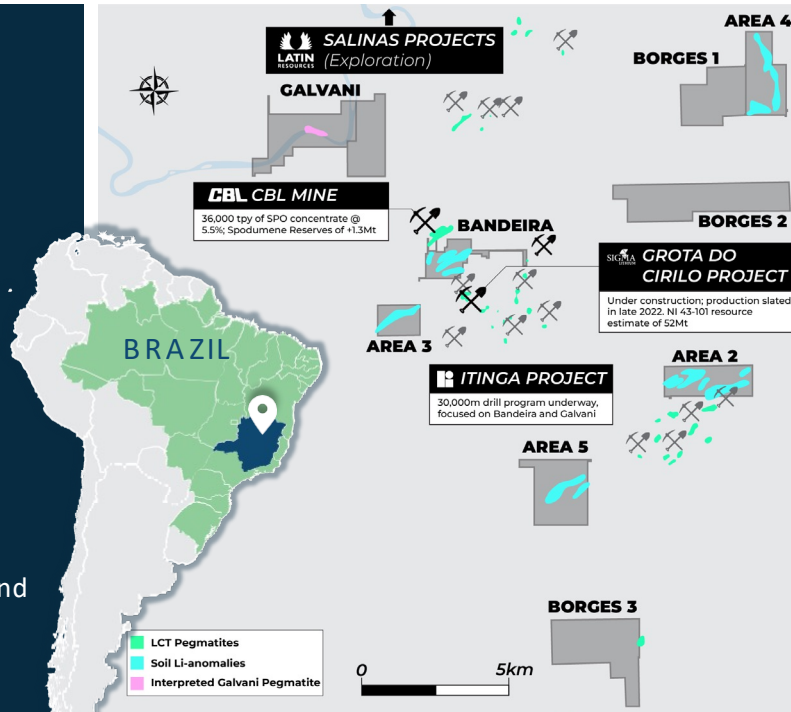 SALINAS PROJECTS
(Exploration)
LATIN
RESOURCES
AREA 4
BORGES 1
GALVANI
CBL CBL MINE
36,000 tpy of SPO concentrate @
5.5%; Spodumene Reserves of +1.3Mt
BANDEIRA
BORGES 2
SIGMA
LITHIUM
GROTA DO
CIRILO PROJECT
Under construction; production slated
in late 2022. NI 43-101 resource
estimate of 52Mt
AREA 3
BRAZIL
AREA 2
ITINGA PROJECT
30,000m drill program underway,
focused on Bandeira and Galvani
AREA 5
nd
BORGES 3
LCT Pegmatites
Soil Li-anomalies
Interpreted Galvani Pegmatite
0 5km